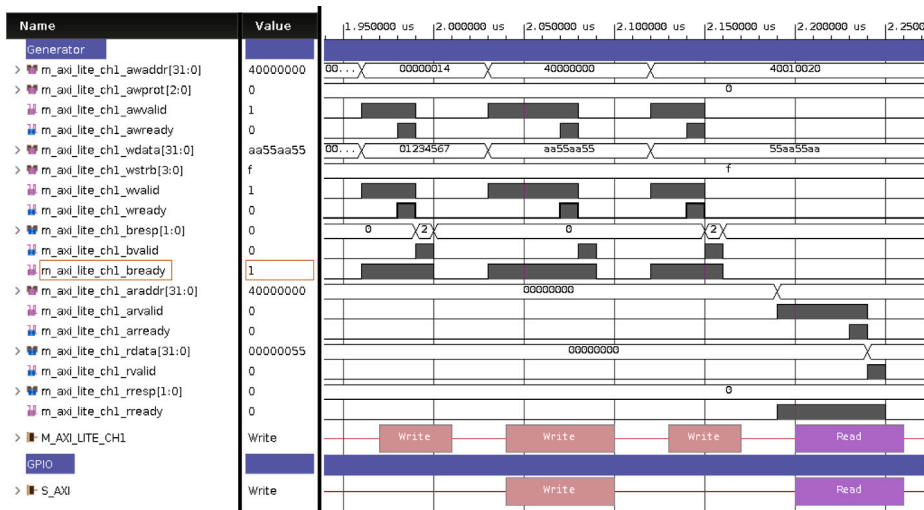 Name Value 1.950000 us 2.000000 us 2.050000 us 2.100000 us 2.150000 us 2.200000 us 2.2500
Generator
m_axi_lite_ch1_awaddr[31:0] 40000000 00... 00000014 40000000 40010020
m_axi_lite_ch1_awprot[2:0] 0 0
m_axi_lite_ch1_awvalid 1
m_axi_lite_ch1_awready 0
m_axi_lite_ch1_wdata[31:0] aa55aa55 00... 01234567 aa55aa55 55aa55aa
m_axi_lite_ch1_wstrb[3:0] f f
m_axi_lite_ch1_wvalid 1
m_axi_lite_ch1_wready 0
m_axi_lite_ch1_bresp[1:0] 0 0 2 0 2
m_axi_lite_ch1_bvalid 0
m_axi_lite_ch1_bready 1
m_axi_lite_ch1_araddr[31:0] 40000000 00000000
m_axi_lite_ch1_arvalid 0
m_axi_lite_ch1_arready 0
m_axi_lite_ch1_rdata[31:0] 00000055 00000000
m_axi_lite_ch1_rvalid 0
m_axi_lite_ch1_rresp[1:0] 0 0
m_axi_lite_ch1_rready 0
M_AXI_LITE_CH1 Write Write Write Write Read
GPIO
S_AXI Write Write Read